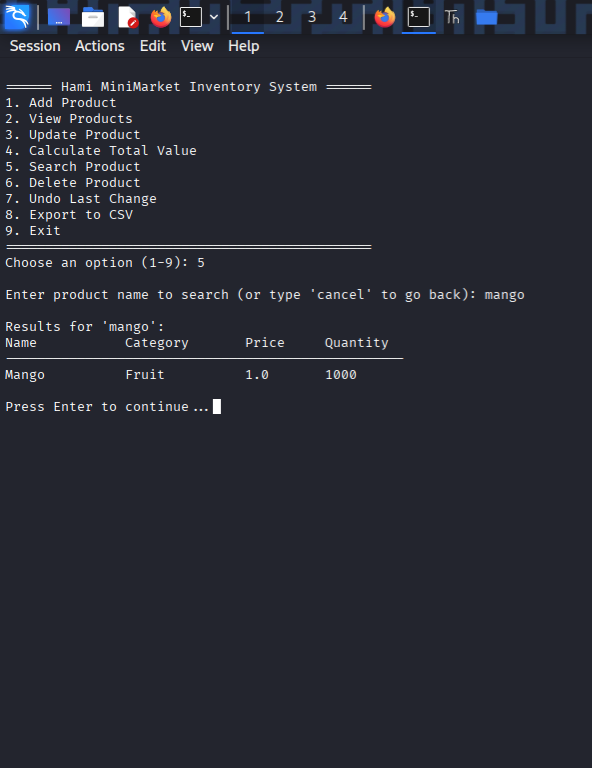 1 2 3 4
Session Actions Edit View Help
====== Hami MiniMarket Inventory System ======
1. Add Product
2. View Products
3. Update Product
4. Calculate Total Value
5. Search Product
6. Delete Product
7. Undo Last Change
8. Export to CSV
9. Exit
==============================================
Choose an option (1-9): 5
Enter product name to search (or type 'cancel' to go back): mango
Results for 'mango':
Name Category Price Quantity
--------------------------------------------------
Mango Fruit 1.0 1000
Press Enter to continue...